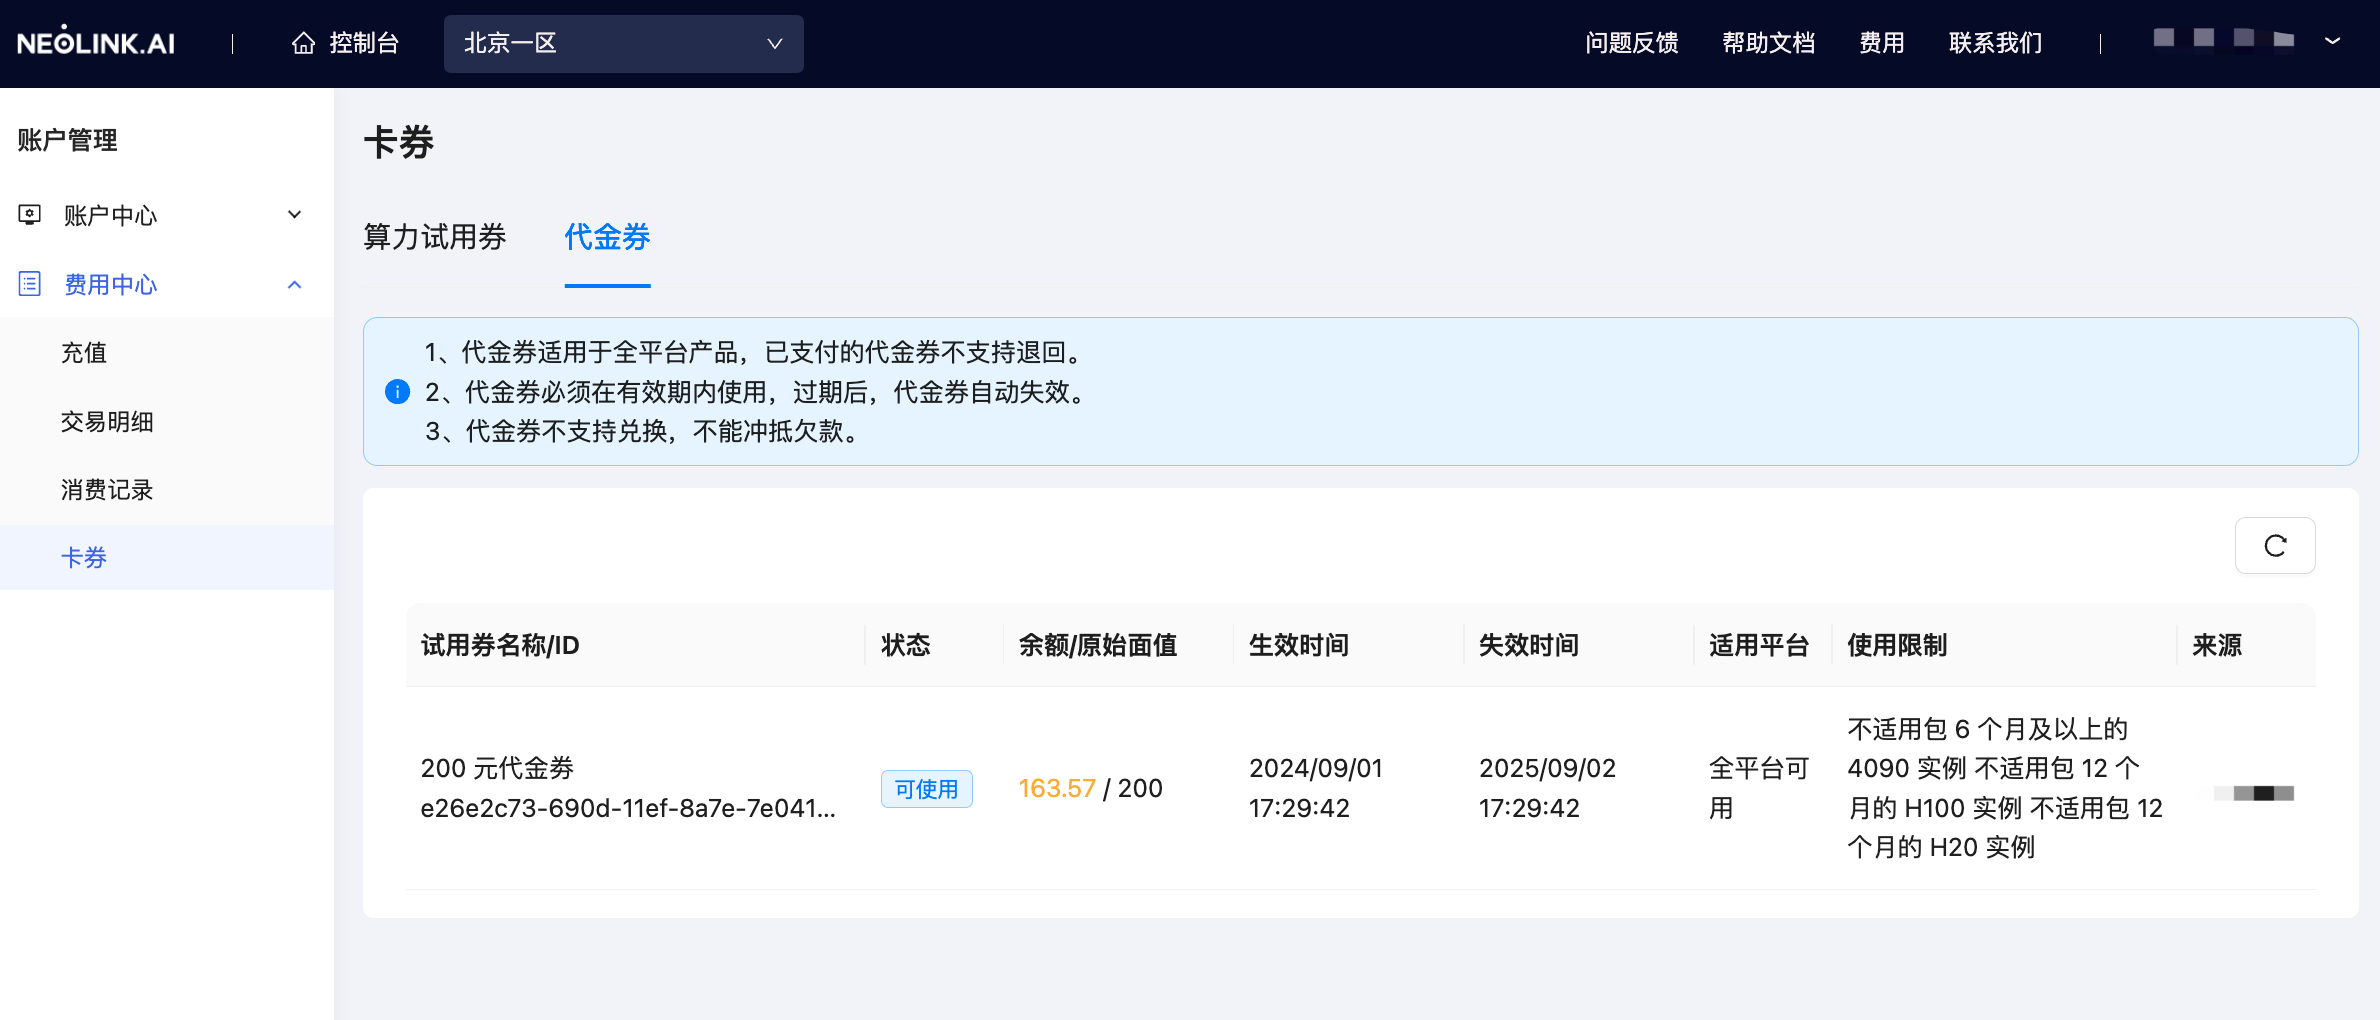 NEOLINK.AI
控制台
北京一区
问题反馈
帮助文档
费用
联系我们
账户管理
账户中心
费用中心
充值
交易明细
消费记录
卡券
卡券
算力试用券
代金券
1、代金券适用于全平台产品，已支付的代金券不支持退回。
2、代金券必须在有效期内使用，过期后，代金券自动失效。
3、代金券不支持兑换，不能冲抵欠款。
试用券名称/ID
状态
余额/原始面值
生效时间
失效时间
适用平台
使用限制
来源
200 元代金券
e26e2c73-690d-11ef-8a7e-7e041...
可使用
163.57 / 200
2024/09/01
17:29:42
2025/09/02
17:29:42
全平台可
用
不适用包 6 个月及以上的
4090 实例 不适用包 12 个
月的 H100 实例 不适用包 12
个月的 H20 实例